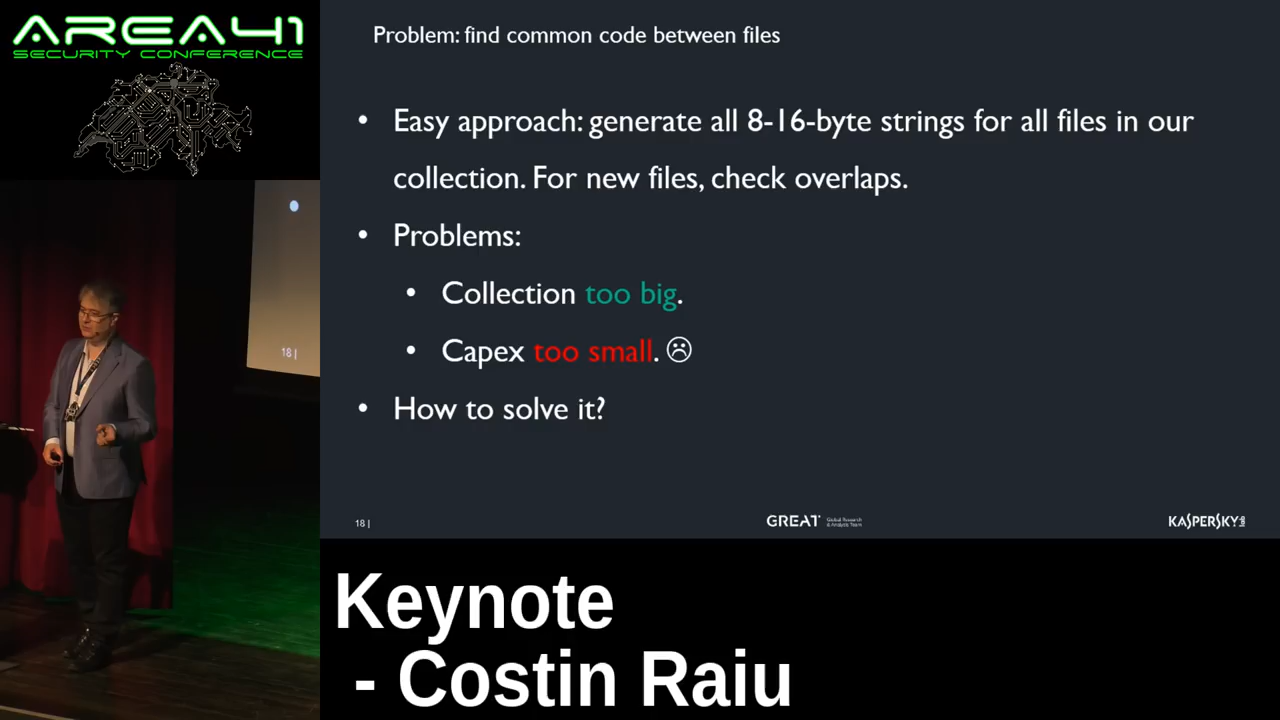 AREA41
SECURITY CONFERENCE
Problem: find common code between files
• Easy approach: generate all 8-16-byte strings for all files in our
collection. For new files, check overlaps.
• Problems:
• Collection too big.
• Capex too small. ☹
• How to solve it?
18 |
18 |
GREAT
Global Research
& Analysis Team
KASPERSKY lab
Keynote
- Costin Raiu